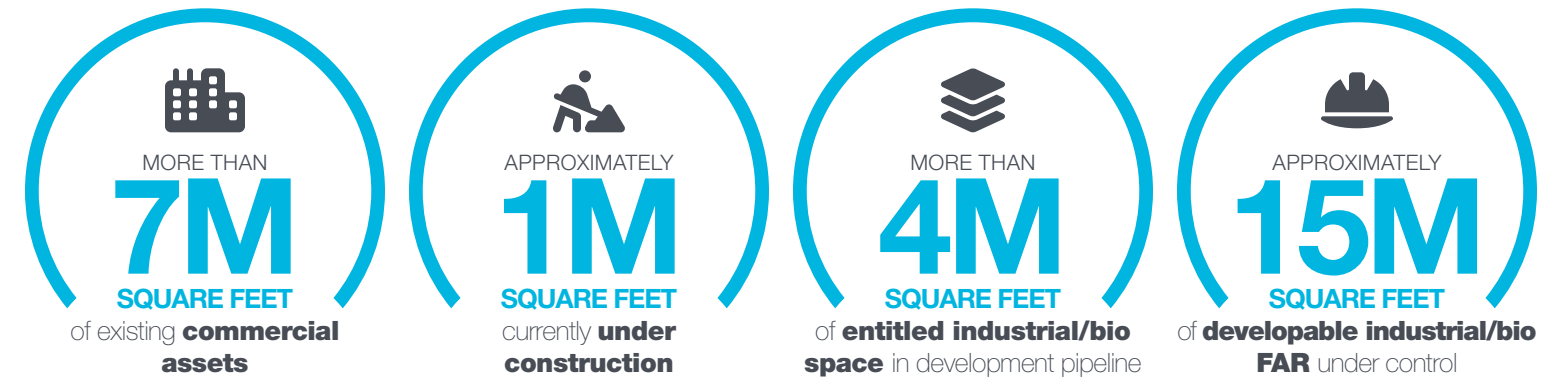 MORE THAN
7M
SQUARE FEET
of existing commercial
assets
APPROXIMATELY
1M
SQUARE FEET
currently under
construction
MORE THAN
4M
SQUARE FEET
of entitled industrial/bio
space in development pipeline
APPROXIMATELY
15M
SQUARE FEET
of developable industrial/bio
FAR under control